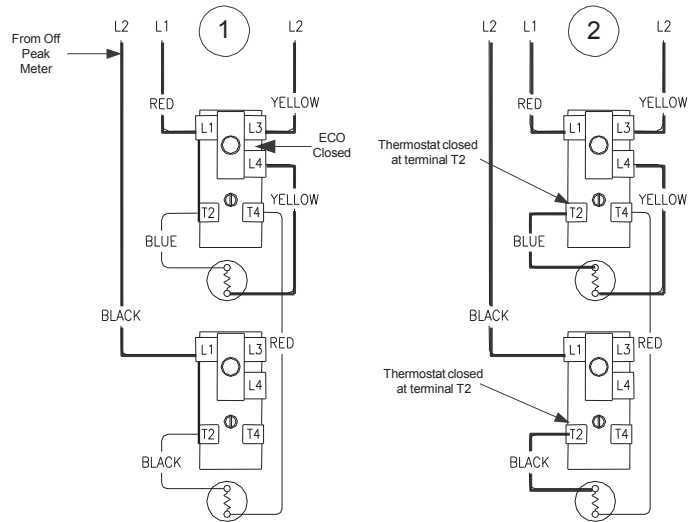 L2
L1
1
L2
From Off
Peak
Meter
RED
YELLOW
L1
L3
ECO
Closed
L4
YELLOW
T2
T4
BLUE
BLACK
RED
L1
L3
L4
T2
T4
BLACK
L2
L1
2
L2
RED
YELLOW
L1
L3
Thermostat closed
at terminal T2
L4
YELLOW
T2
T4
BLUE
BLACK
RED
L1
L3
Thermostat closed
at terminal T2
L4
T2
T4
BLACK